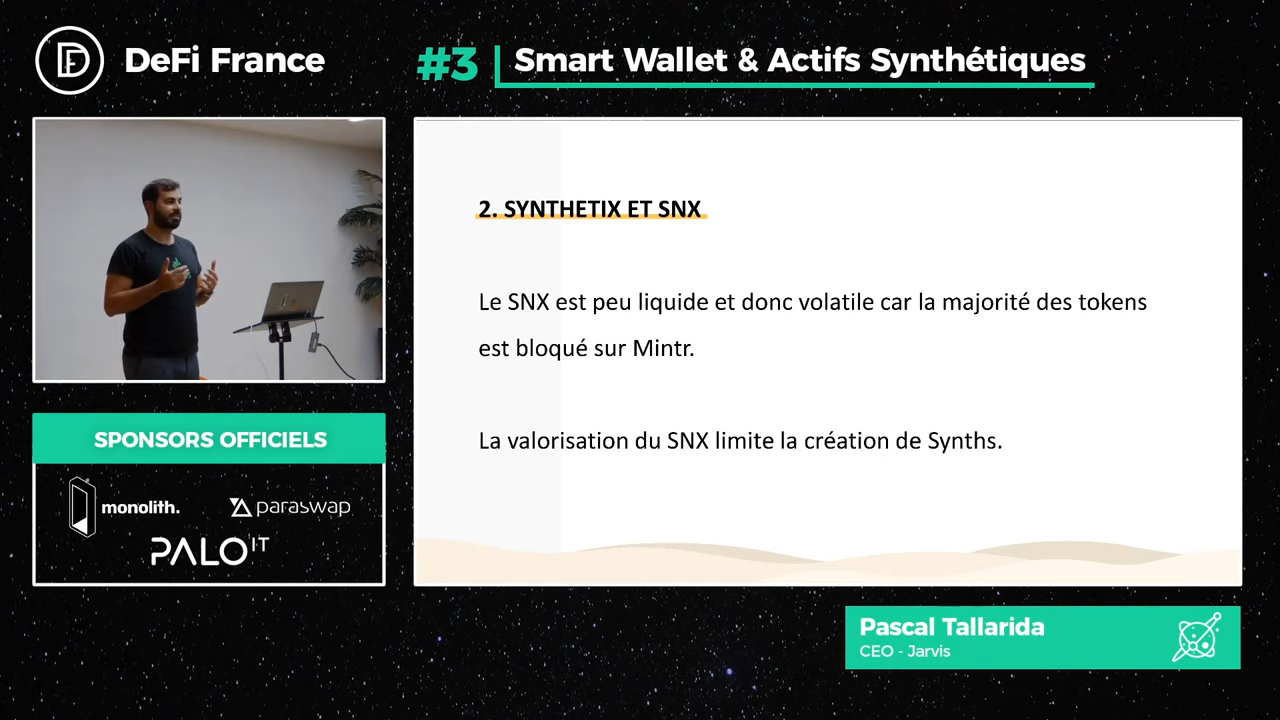 DeFi France
#3
Smart Wallet & Actifs Synthétiques
2. SYNTHETIX ET SNX
Le SNX est peu liquide et donc volatile car la majorité des tokens
est bloqué sur Mintr.
La valorisation du SNX limite la création de Synths.
SPONSORS OFFICIELS
monolith.
paraswap
PALO IT
Pascal Tallarida
CEO - Jarvis